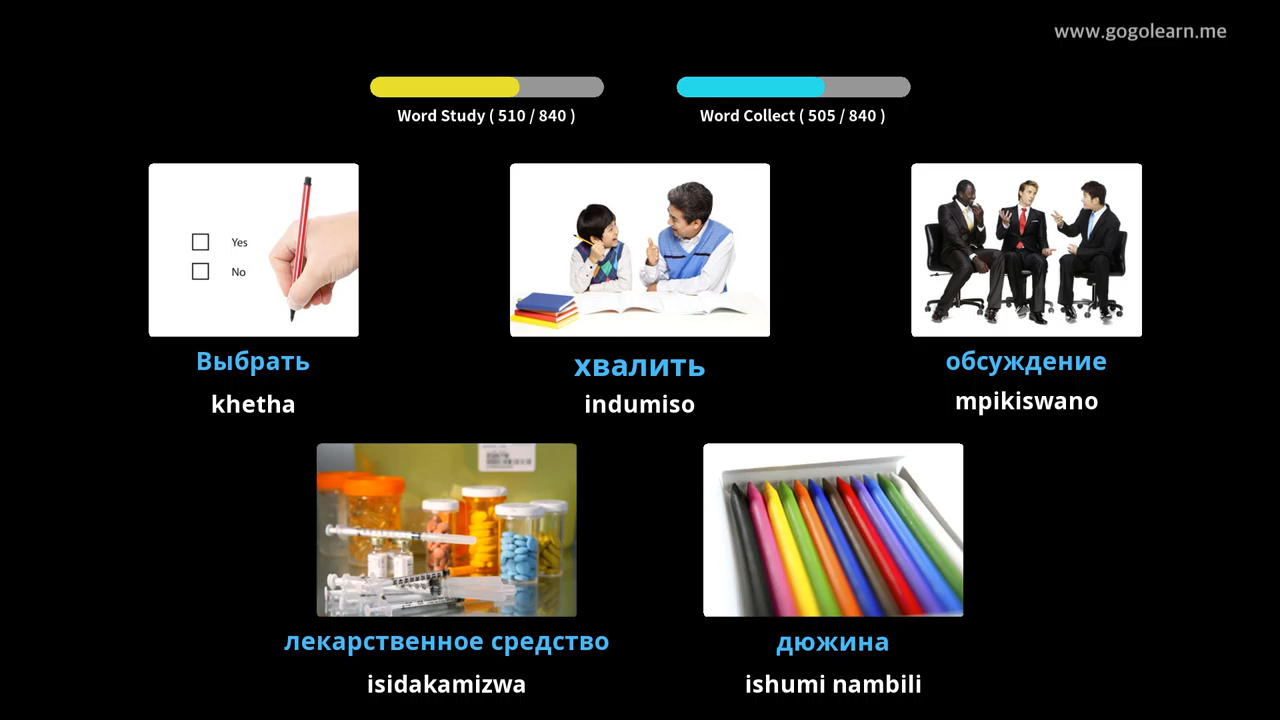 www.gogolearn.me
Word Study ( 510 / 840 )
Word Collect ( 505 / 840 )
Yes
No
Выбрать
khetha
хвалить
indumiso
обсуждение
mpikiswano
лекарственное средство
isidakamizwa
дюжина
ishumi nambili